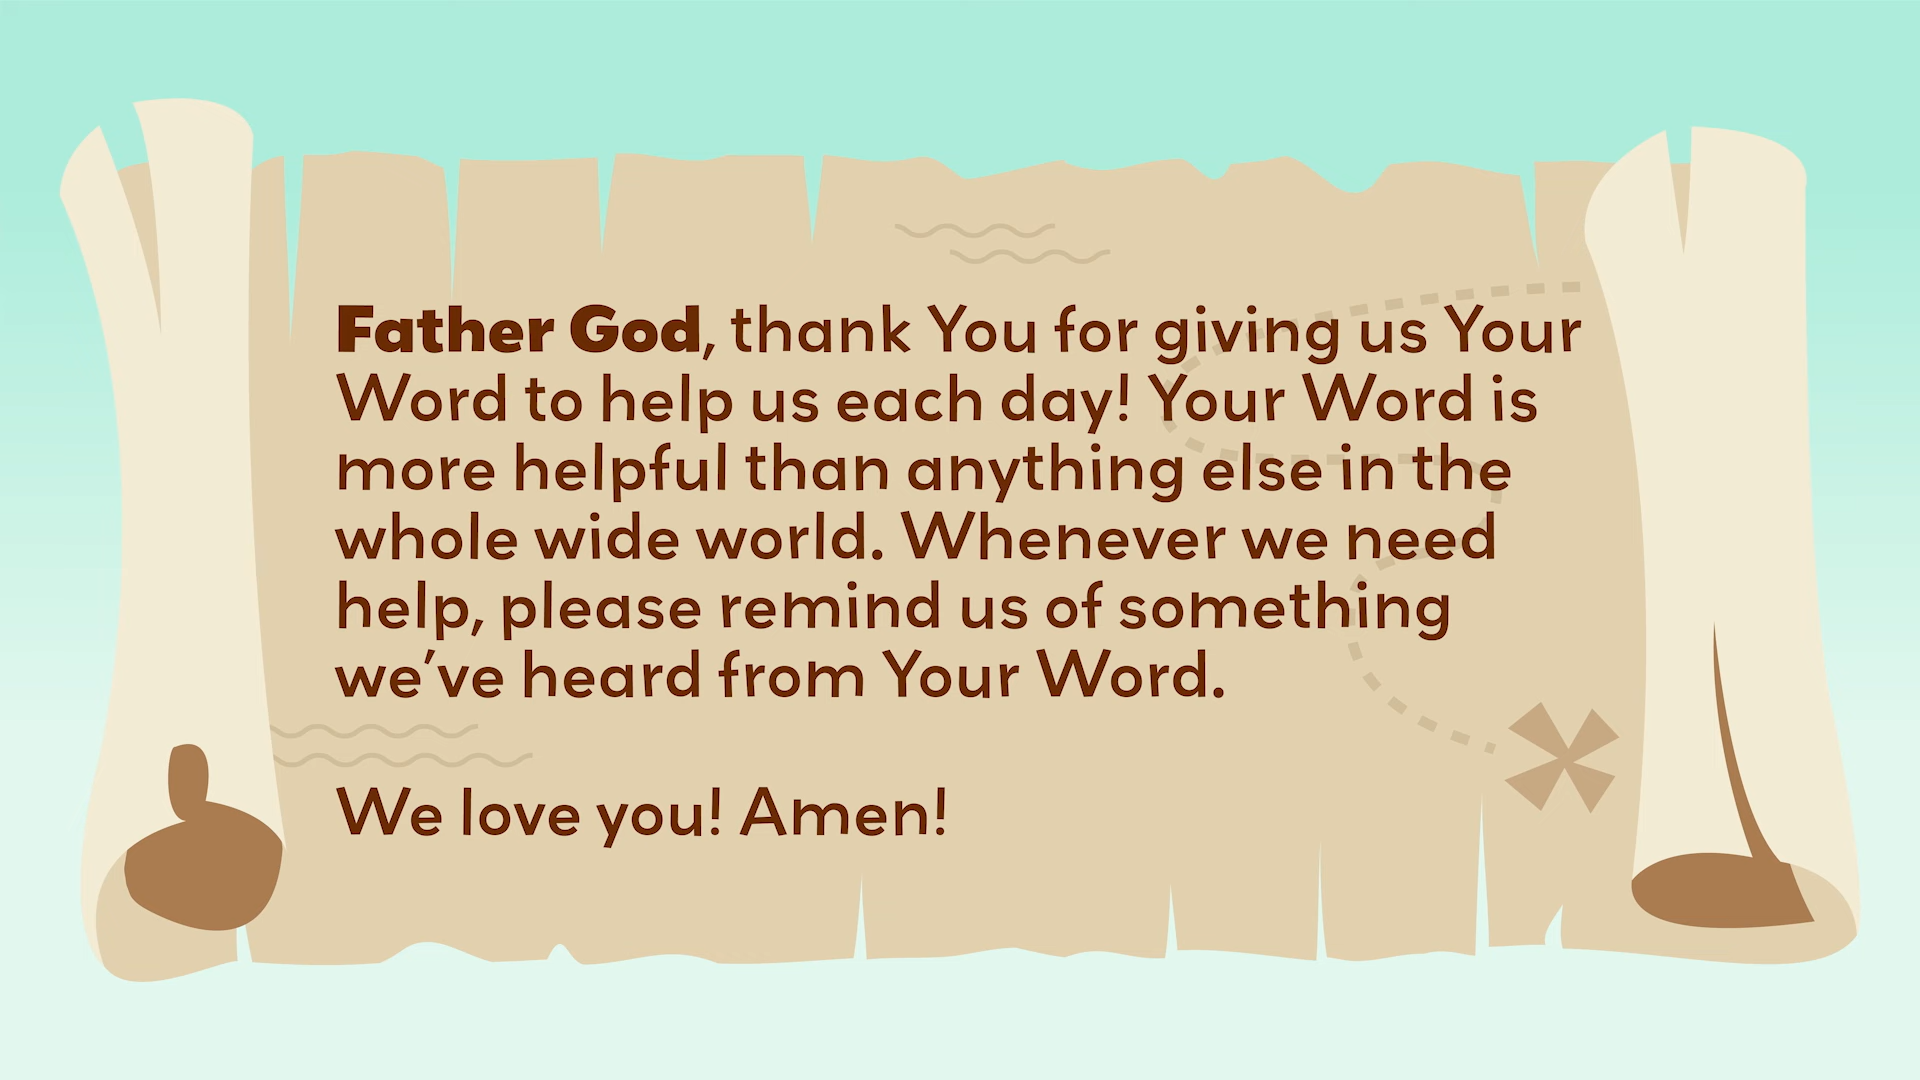 Father God, thank You for giving us Your
Word to help us each day! Your Word is
more helpful than anything else in the
whole wide world. Whenever we need
help, please remind us of something
we’ve heard from Your Word.
We love you! Amen!